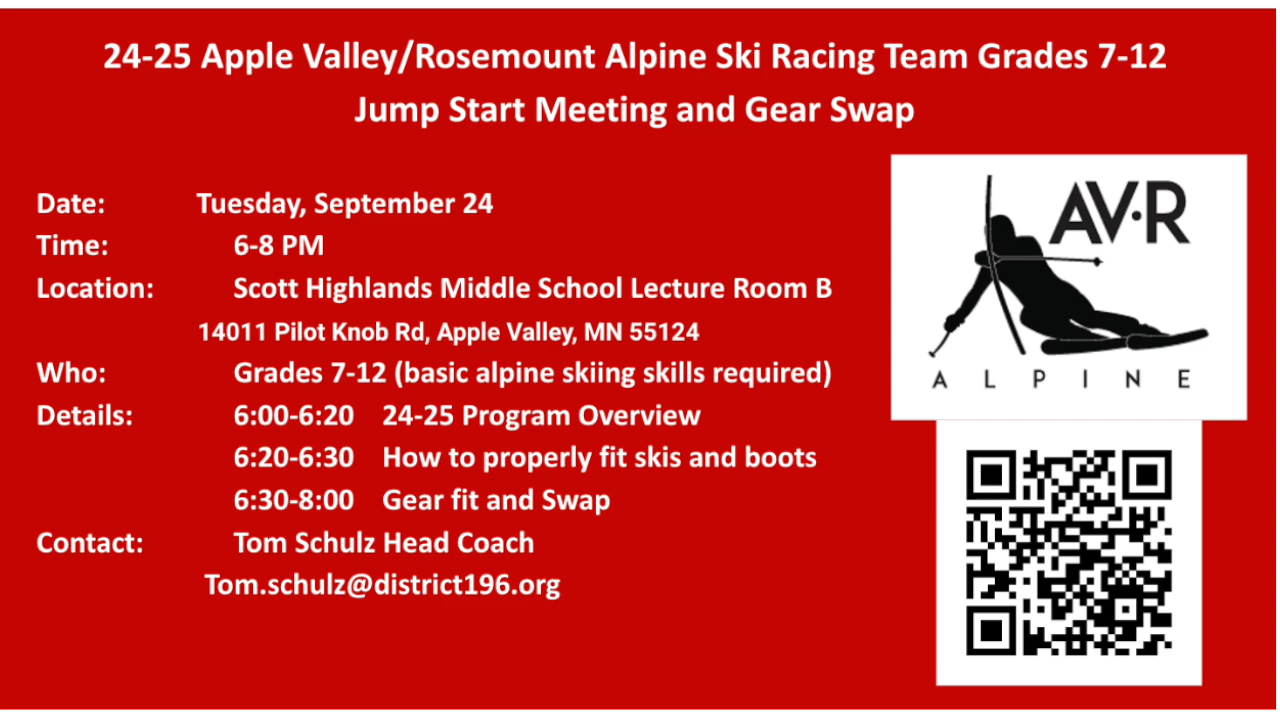 24-25 Apple Valley/Rosemount Alpine Ski Racing Team Grades 7-12
Jump Start Meeting and Gear Swap
Date: Tuesday, September 24
Time: 6-8 PM
Location: Scott Highlands Middle School Lecture Room B
14011 Pilot Knob Rd, Apple Valley, MN 55124
Who: Grades 7-12 (basic alpine skiing skills required)
Details: 6:00-6:20 24-25 Program Overview
6:20-6:30 How to properly fit skis and boots
6:30-8:00 Gear fit and Swap
Contact: Tom Schulz Head Coach
Tom.schulz@district196.org
AV·R
ALPINE